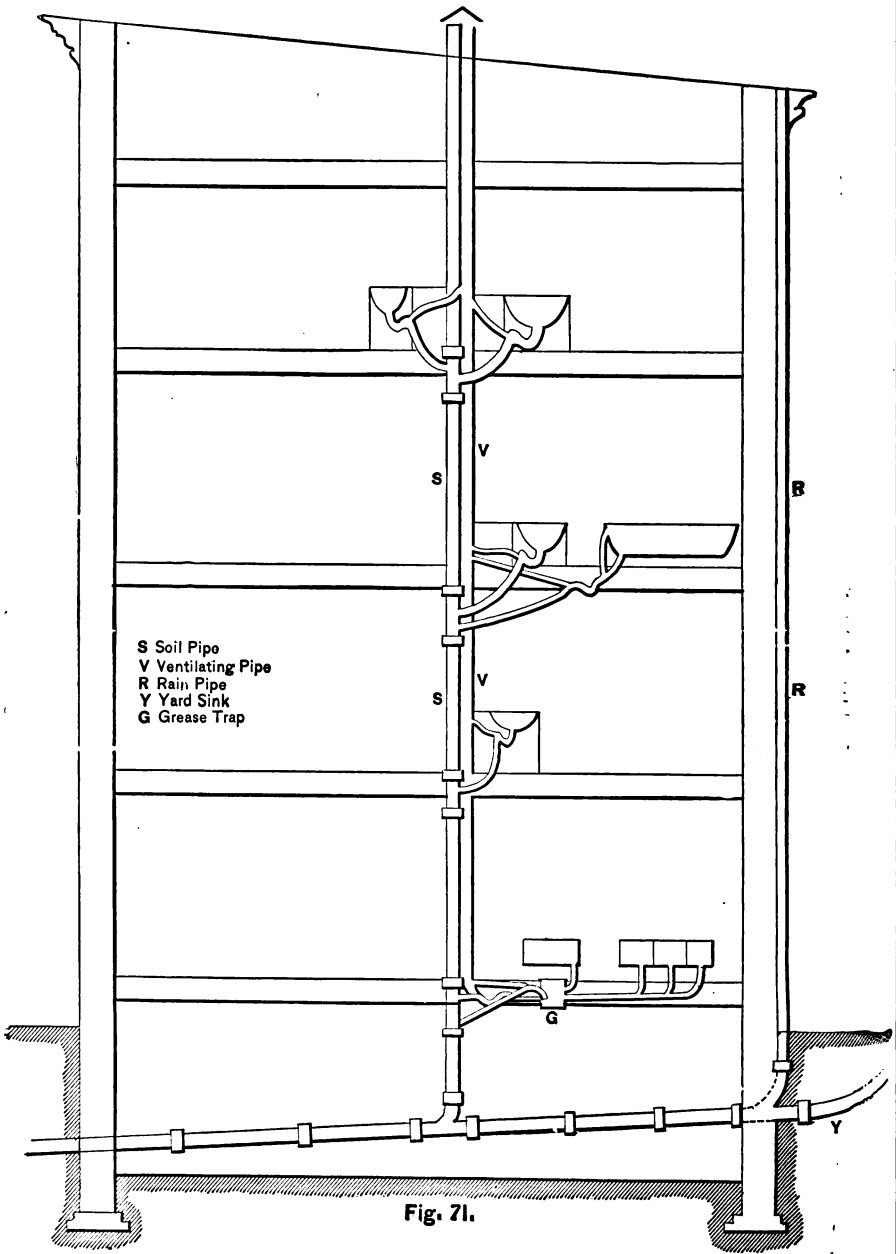 V
S
R
S Soil Pipe
V Ventilating Pipe
R Rain Pipe
Y Yard Sink
G Grease Trap
V
S
R
G
Y
Fig. 71.